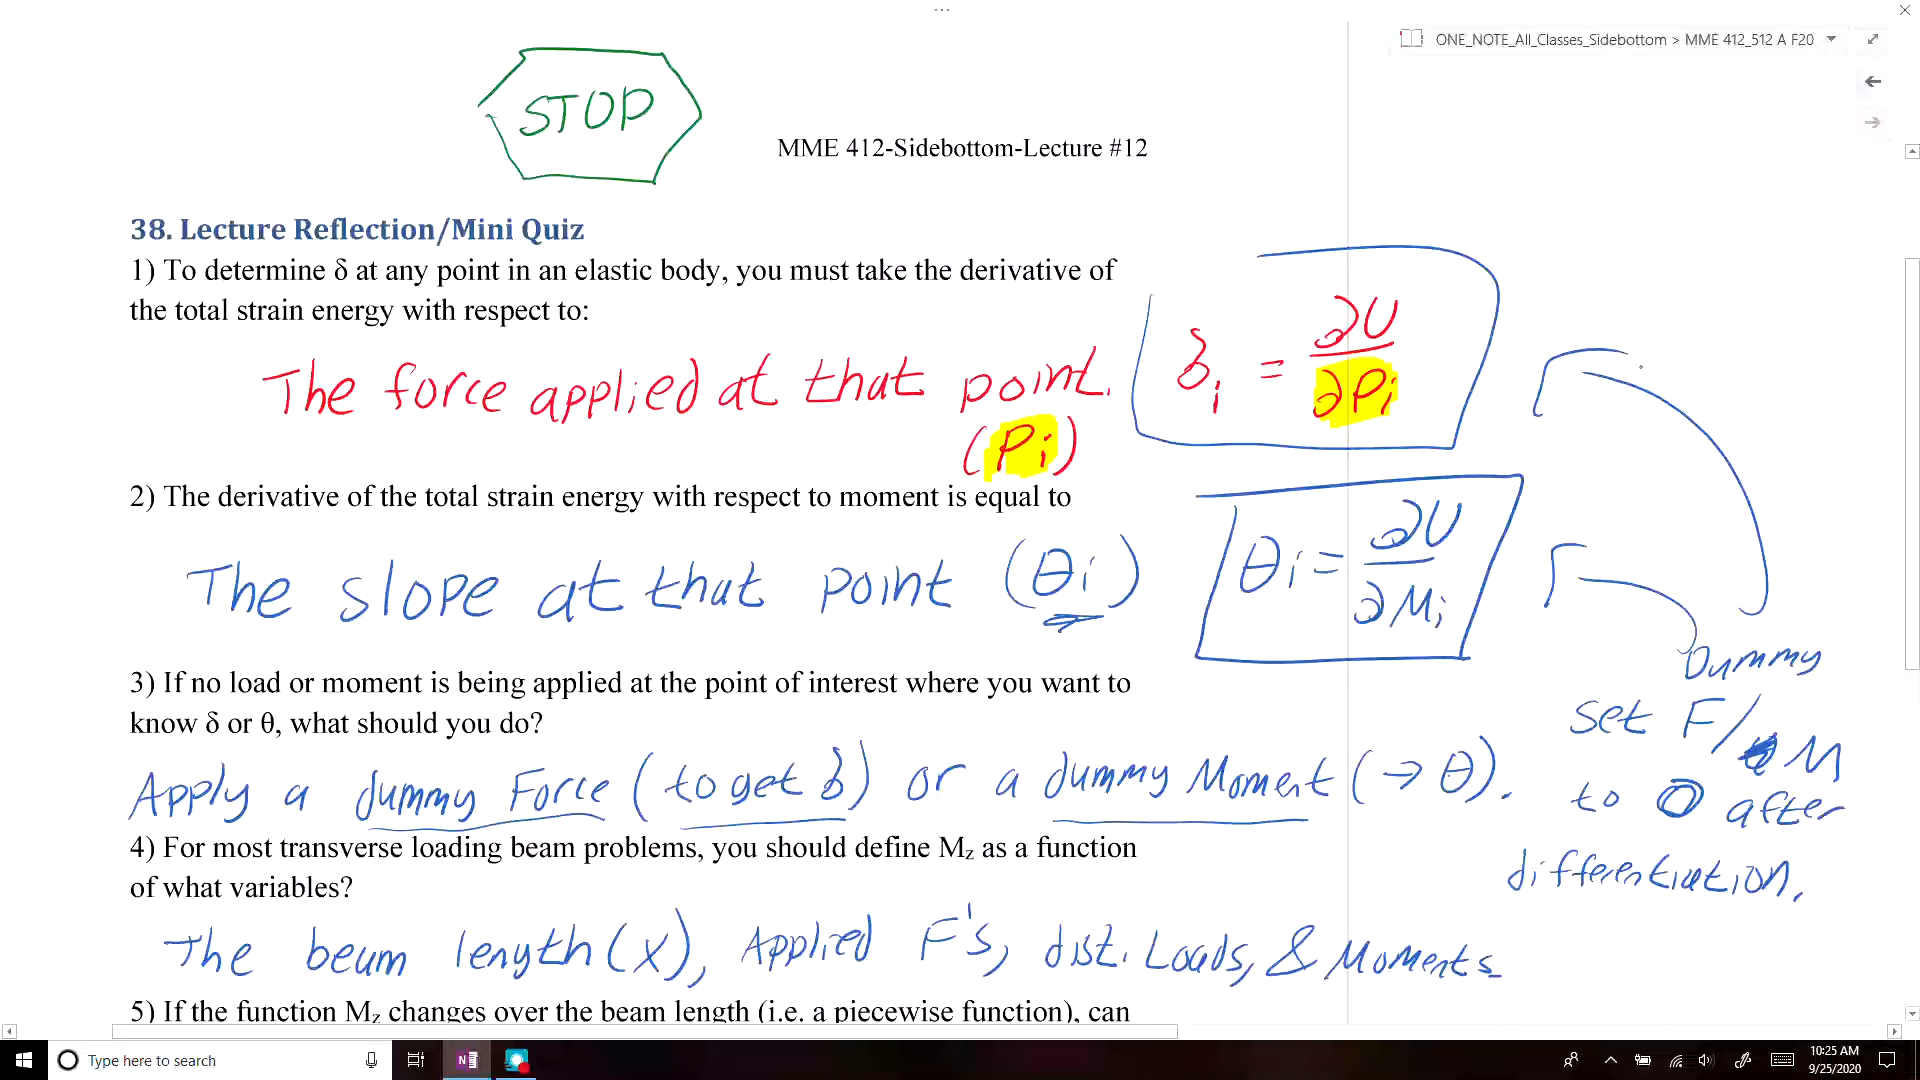 ONE_NOTE_All_Classes_Sidebottom > MME 412_512 A F20
STOP
MME 412-Sidebottom-Lecture #12
38. Lecture Reflection/Mini Quiz
1) To determine δ at any point in an elastic body, you must take the derivative of
the total strain energy with respect to:
The force applied at that point.
(Pi)
δi = ∂U/∂Pi
2) The derivative of the total strain energy with respect to moment is equal to
The slope at that point (θi)
θi = ∂U/∂Mi
3) If no load or moment is being applied at the point of interest where you want to
know δ or θ, what should you do?
Apply a dummy Force (to get δ) or a dummy Moment (→ θ).
Dummy
set F/M
to 0 after
differentiation.
4) For most transverse loading beam problems, you should define Mz as a function
of what variables?
The beam length (x), Applied F's, dist. Loads, & Moments
5) If the function Mz changes over the beam length (i.e. a piecewise function), can
Type here to search
10:25 AM
9/25/2020